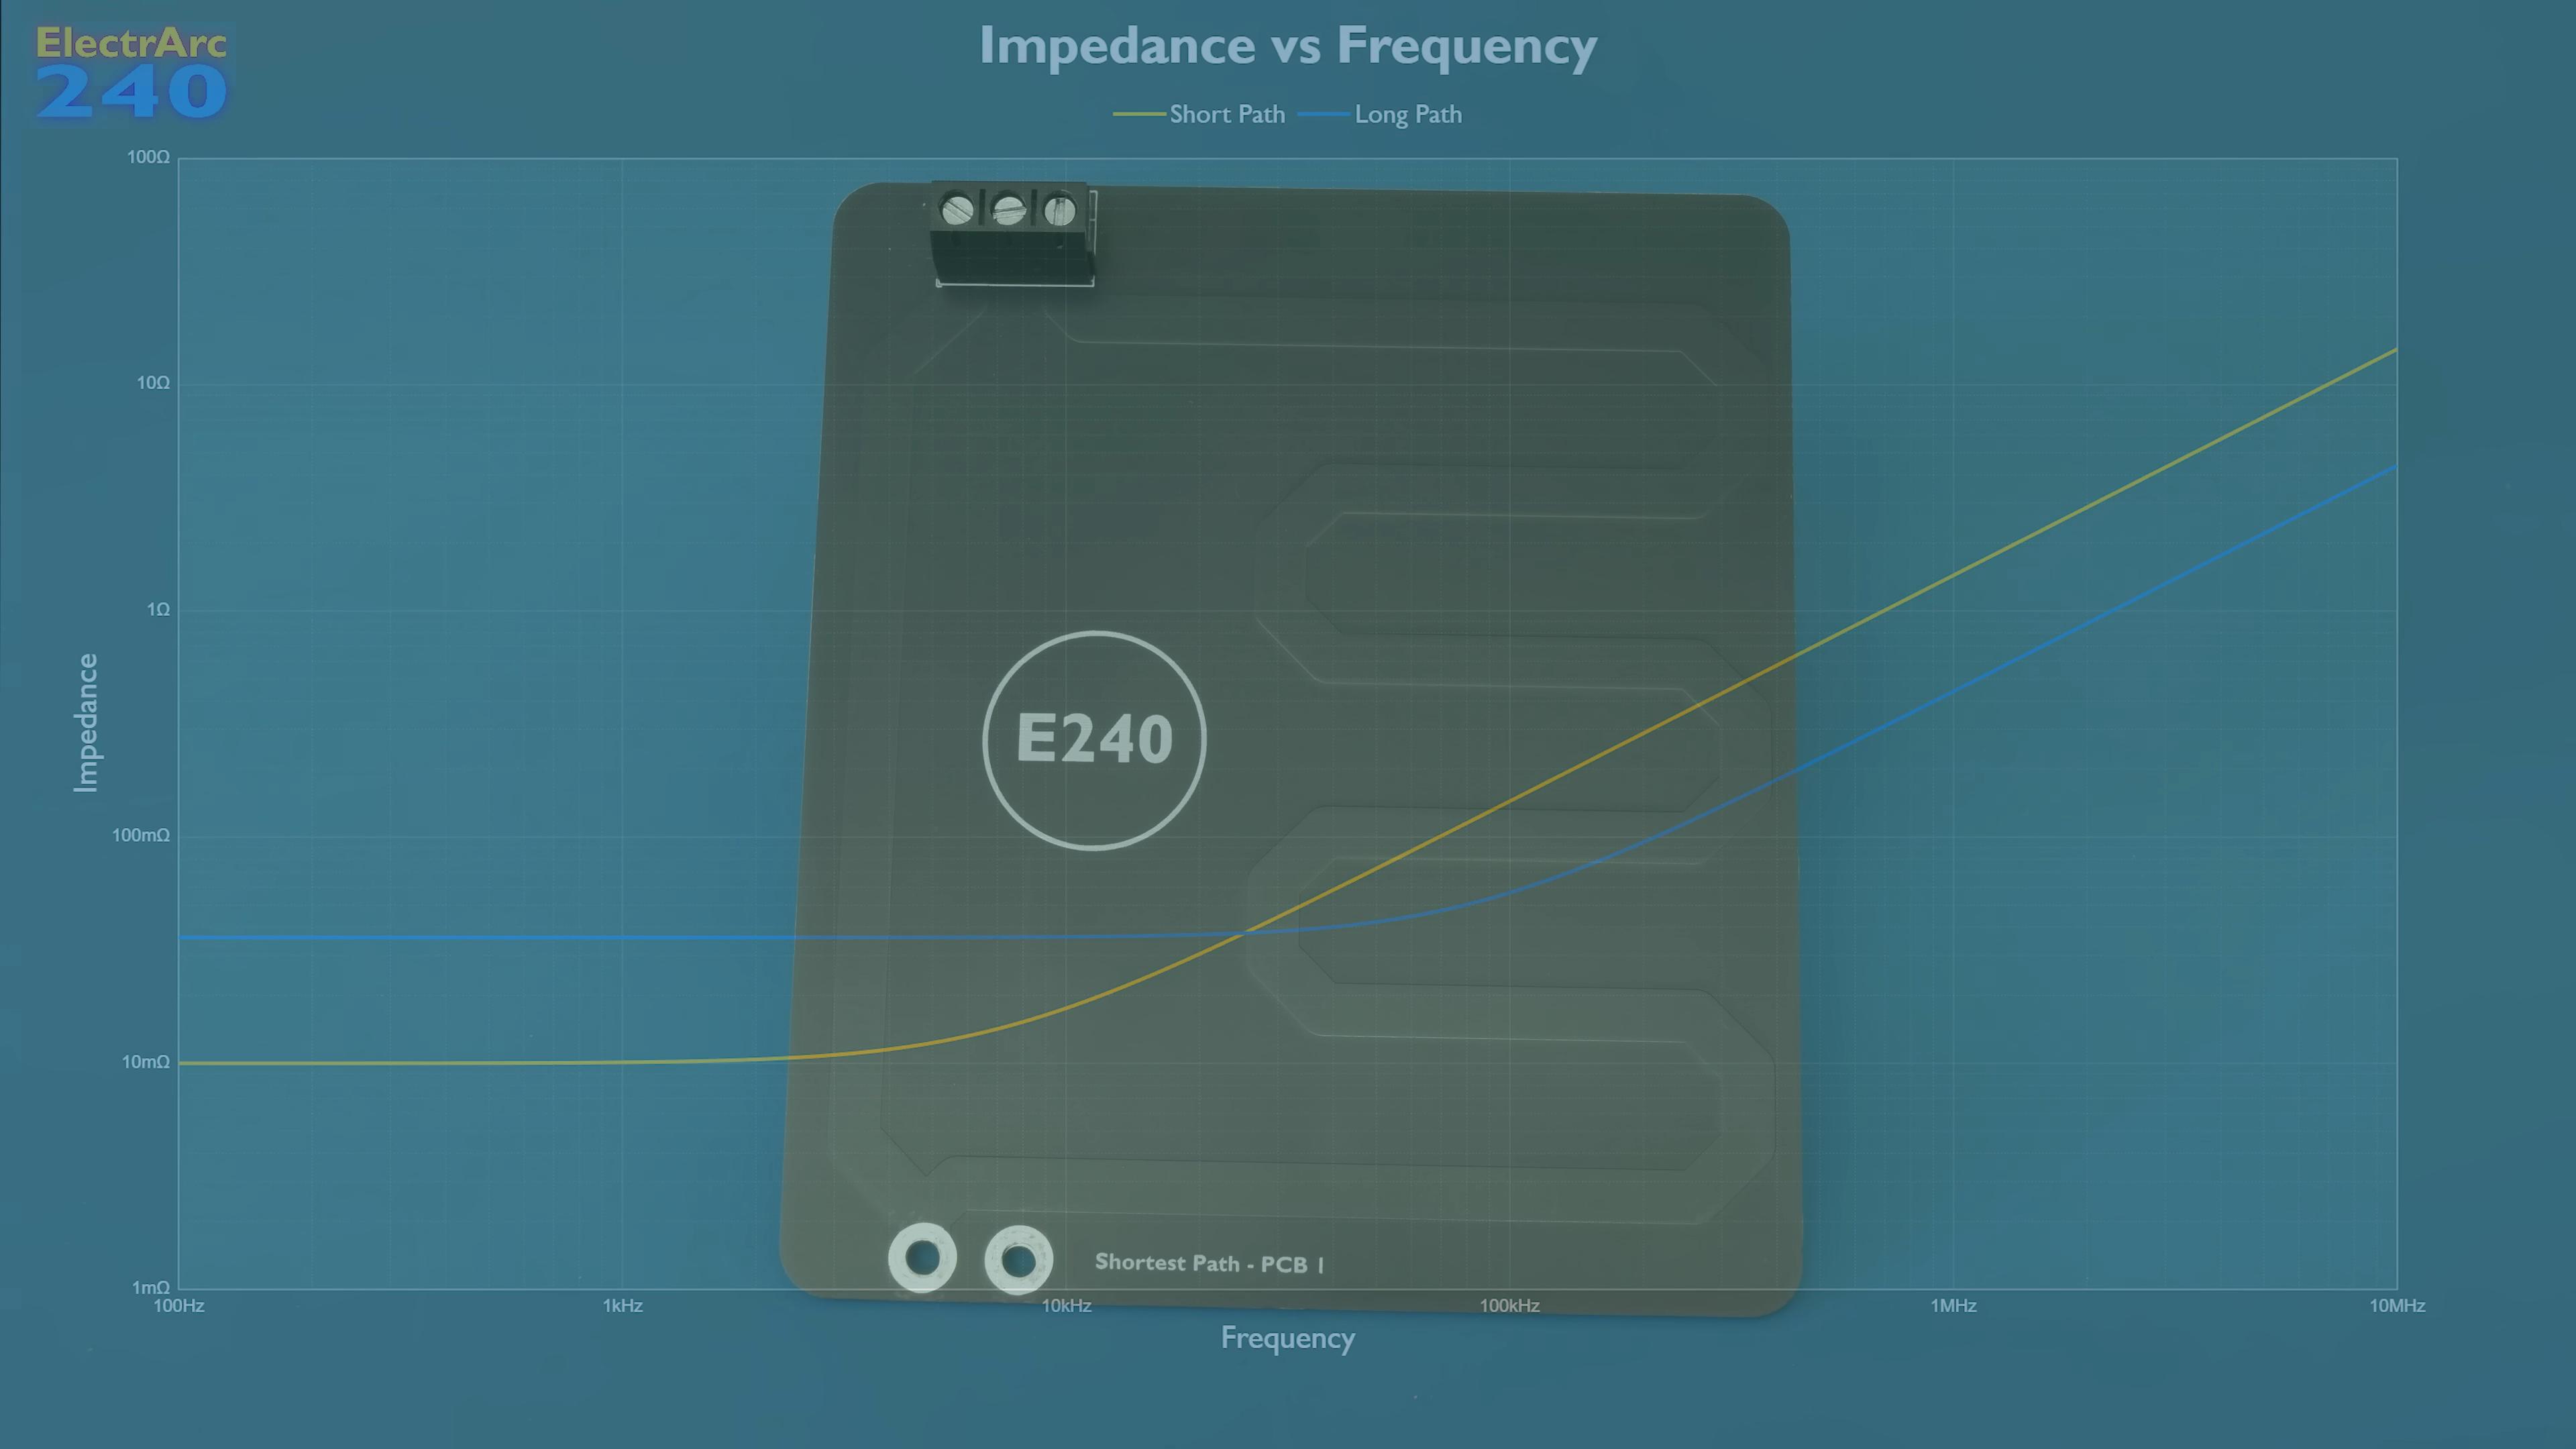 ElectrArc
240
Impedance vs Frequency
Short Path
Long Path
100Ω
10Ω
1Ω
100mΩ
10mΩ
1mΩ
Impedance
E240
Shortest Path - PCB 1
100Hz
1kHz
10kHz
100kHz
1MHz
10MHz
Frequency